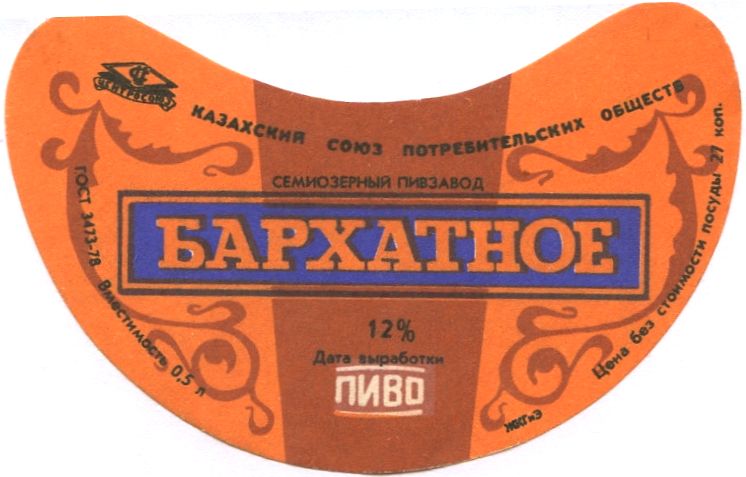 ЦЕНТРОСОЮЗ
КАЗАХСКИЙ СОЮЗ ПОТРЕБИТЕЛЬСКИХ ОБЩЕСТВ
СЕМИОЗЕРНЫЙ ПИВЗАВОД
БАРХАТНОЕ
12%
Дата выработки
ПИВО
ГОСТ 3473-78 Вместимость 0,5 л
Цена без стоимости посуды 27 коп.
ЖКГиЭ